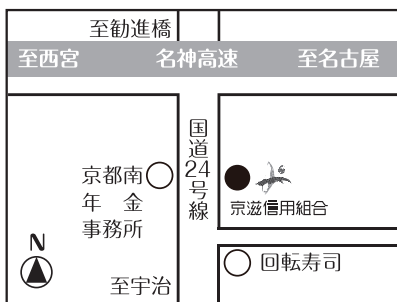 至勧進橋
至西宮 名神高速 至名古屋
国道24号線
京都南
年金
事務所
京滋信用組合
回転寿司
N
至宇治